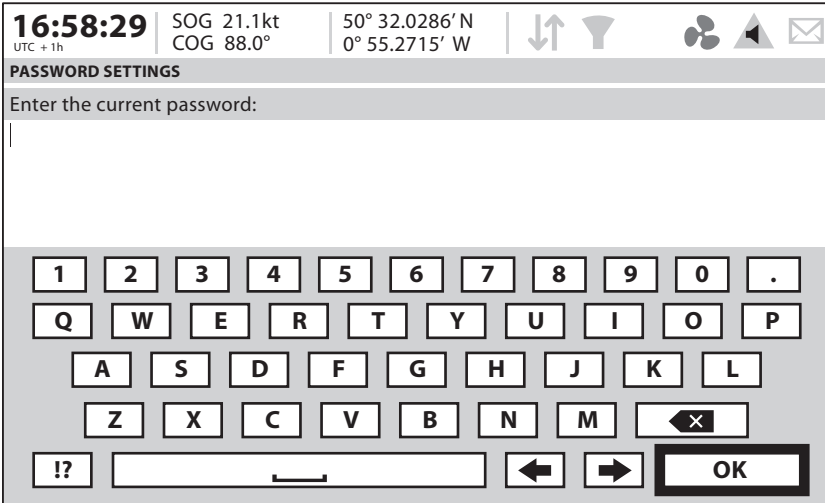 16:58:29 SOG 21.1kt 50° 32.0286′ N
UTC + 1h COG 88.0° 0° 55.2715′ W
PASSWORD SETTINGS
Enter the current password:
1 2 3 4 5 6 7 8 9 0 .
Q W E R T Y U I O P
A S D F G H J K L
Z X C V B N M
!? OK